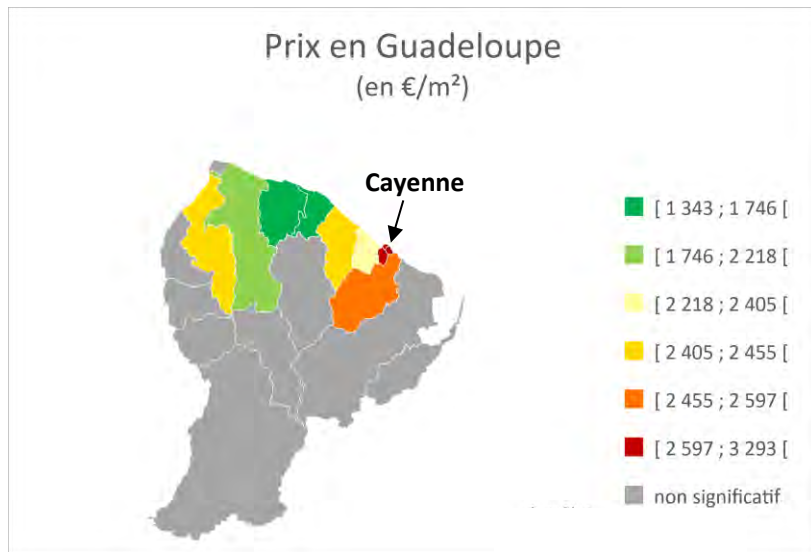 Prix en Guadeloupe
(en €/m²)
Cayenne
[ 1 343 ; 1 746 [
[ 1 746 ; 2 218 [
[ 2 218 ; 2 405 [
[ 2 405 ; 2 455 [
[ 2 455 ; 2 597 [
[ 2 597 ; 3 293 [
non significatif